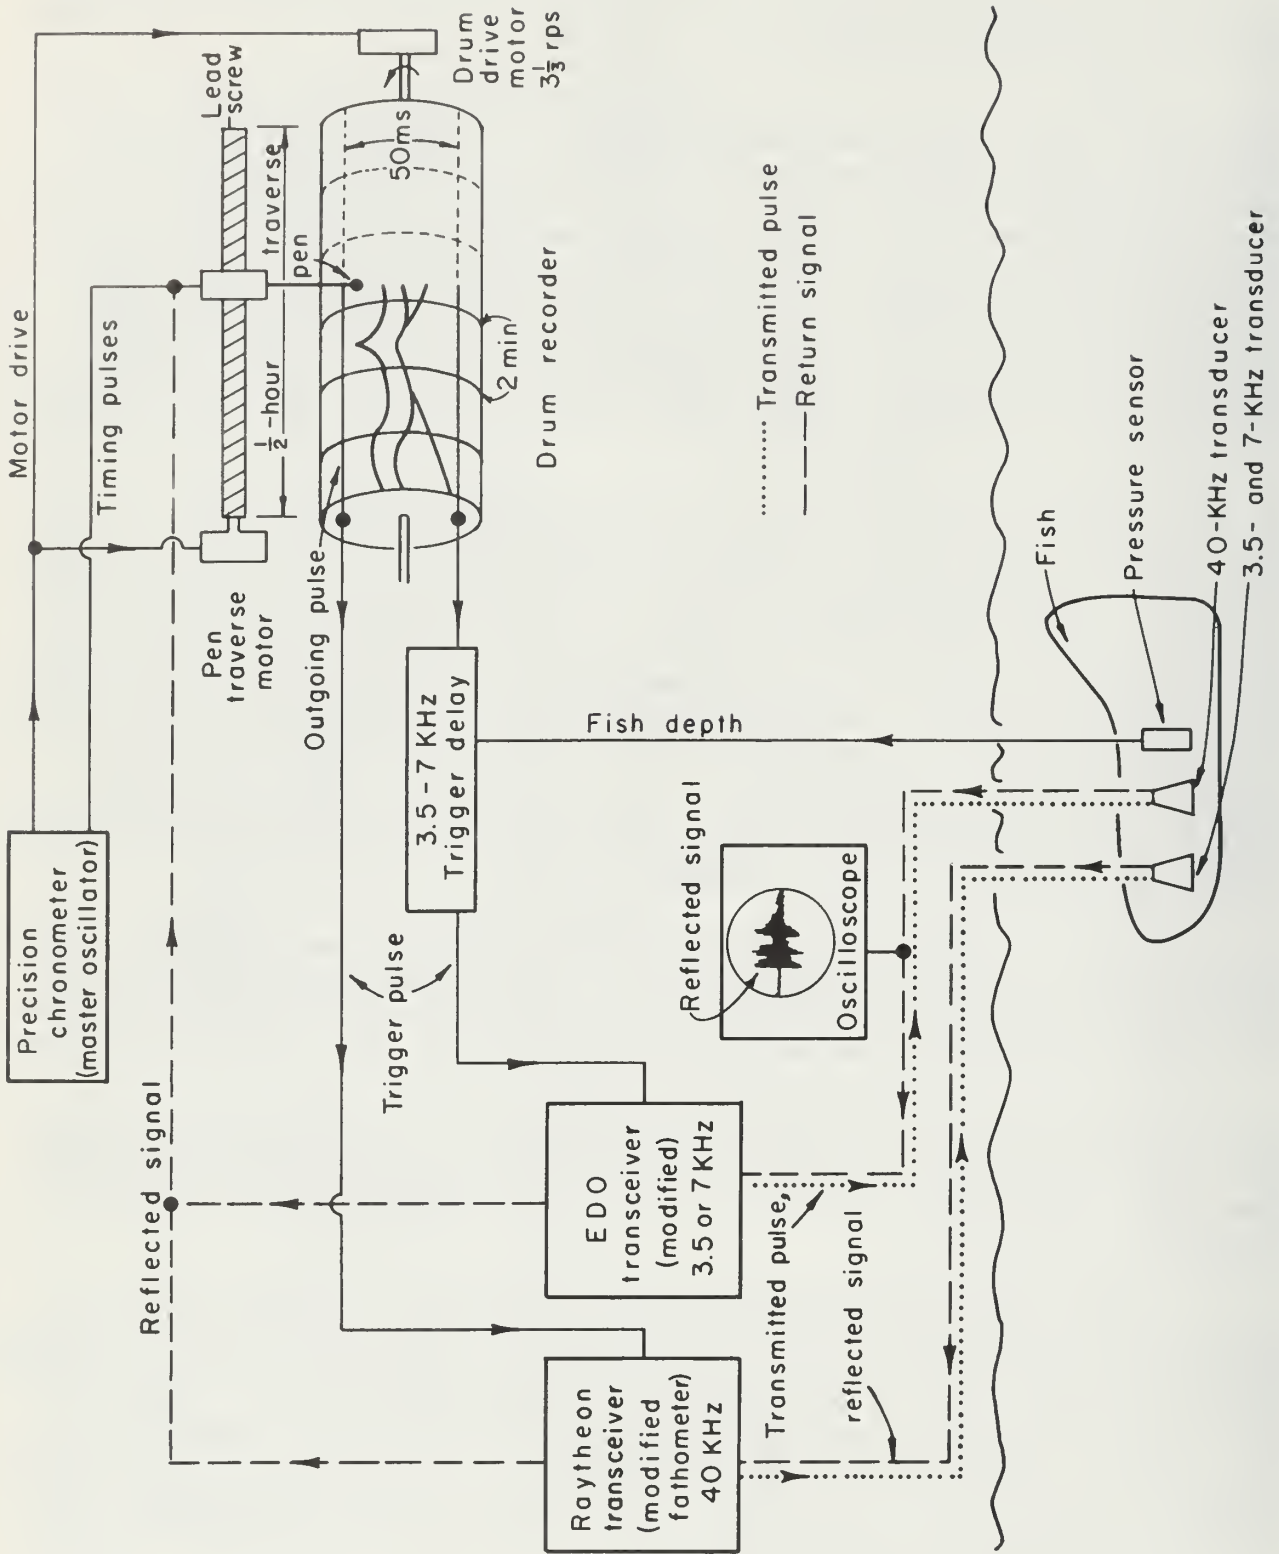 Precision
chronometer
(master oscillator)
Motor drive
Timing pulses
Reflected signal
Pen
traverse
motor
Lead
screw
½-hour traverse
pen
Drum
drive
motor
3⅓ rps
50ms
2 min
Drum recorder
Outgoing pulse
3.5 - 7 KHz
Trigger delay
Trigger pulse
Fish depth
Reflected signal
Oscilloscope
EDO
transceiver
(modified)
3.5 or 7 KHz
Raytheon
transceiver
(modified
fathometer)
40 KHz
Transmitted pulse,
reflected signal
Transmitted pulse
Return signal
Fish
Pressure sensor
40-KHz transducer
3.5- and 7-KHz transducer